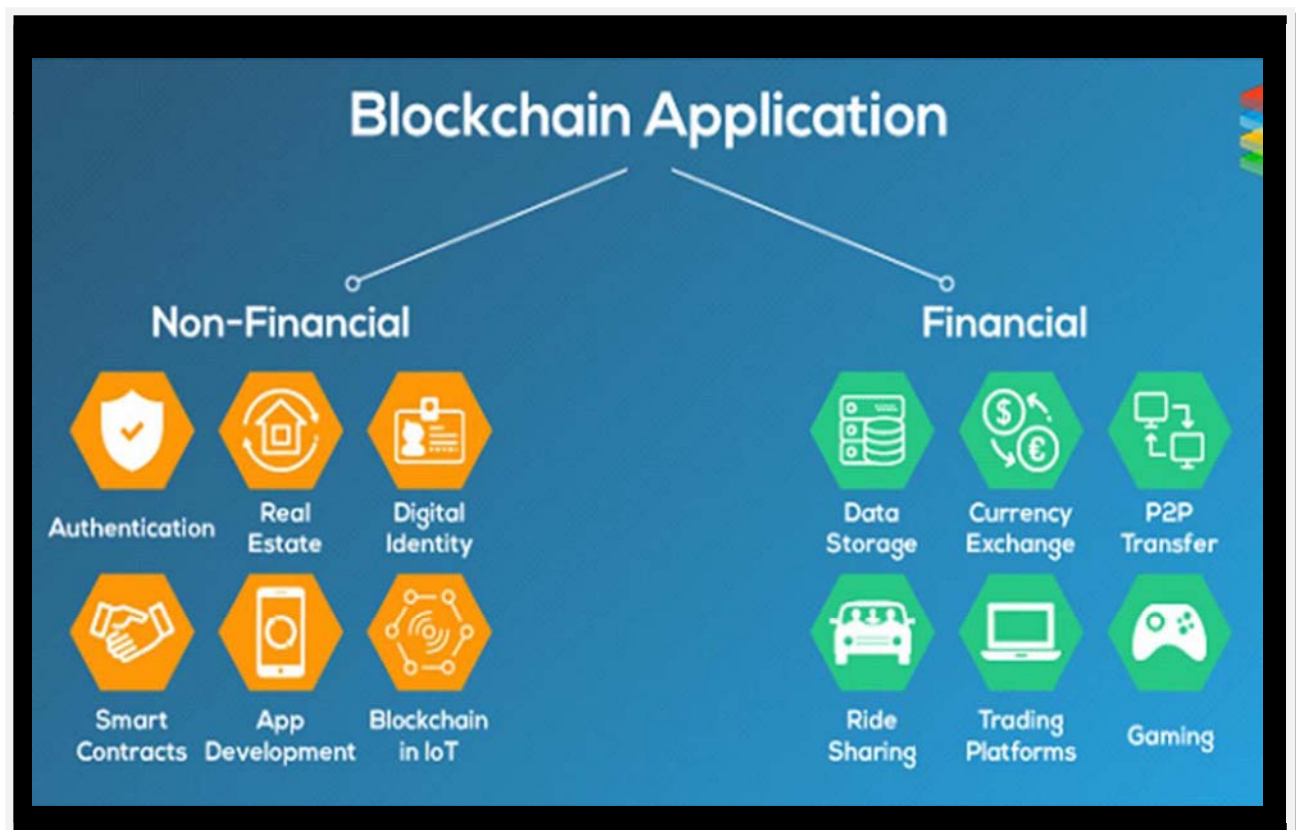 Blockchain Application
Non-Financial
Financial
Authentication
Real
Estate
Digital
Identity
Smart
Contracts
App
Development
Blockchain
in IoT
Data
Storage
Currency
Exchange
P2P
Transfer
Ride
Sharing
Trading
Platforms
Gaming